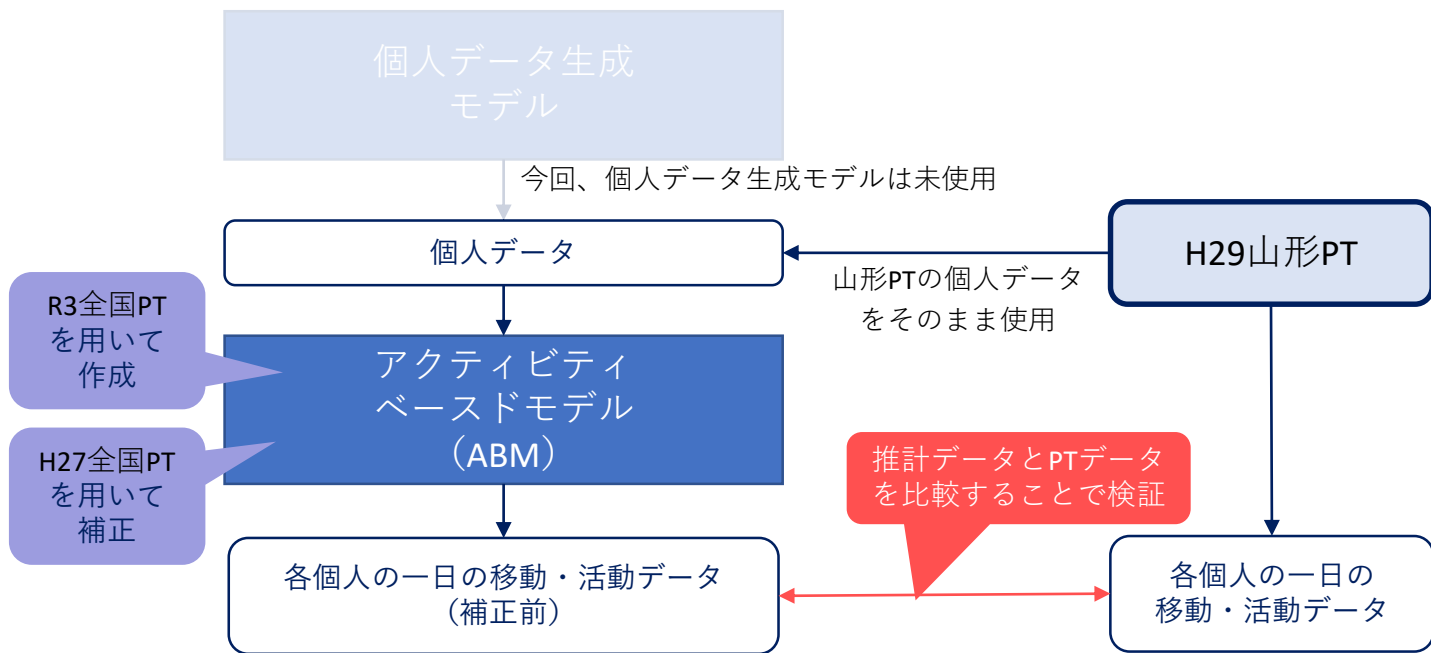 個人データ生成
モデル
今回、個人データ生成モデルは未使用
個人データ
H29山形PT
山形PTの個人データ
をそのまま使用
R3全国PT
を用いて
作成
アクティビティ
ベースドモデル
（ABM）
H27全国PT
を用いて
補正
推計データとPTデータ
を比較することで検証
各個人の一日の移動・活動データ
（補正前）
各個人の一日の
移動・活動データ